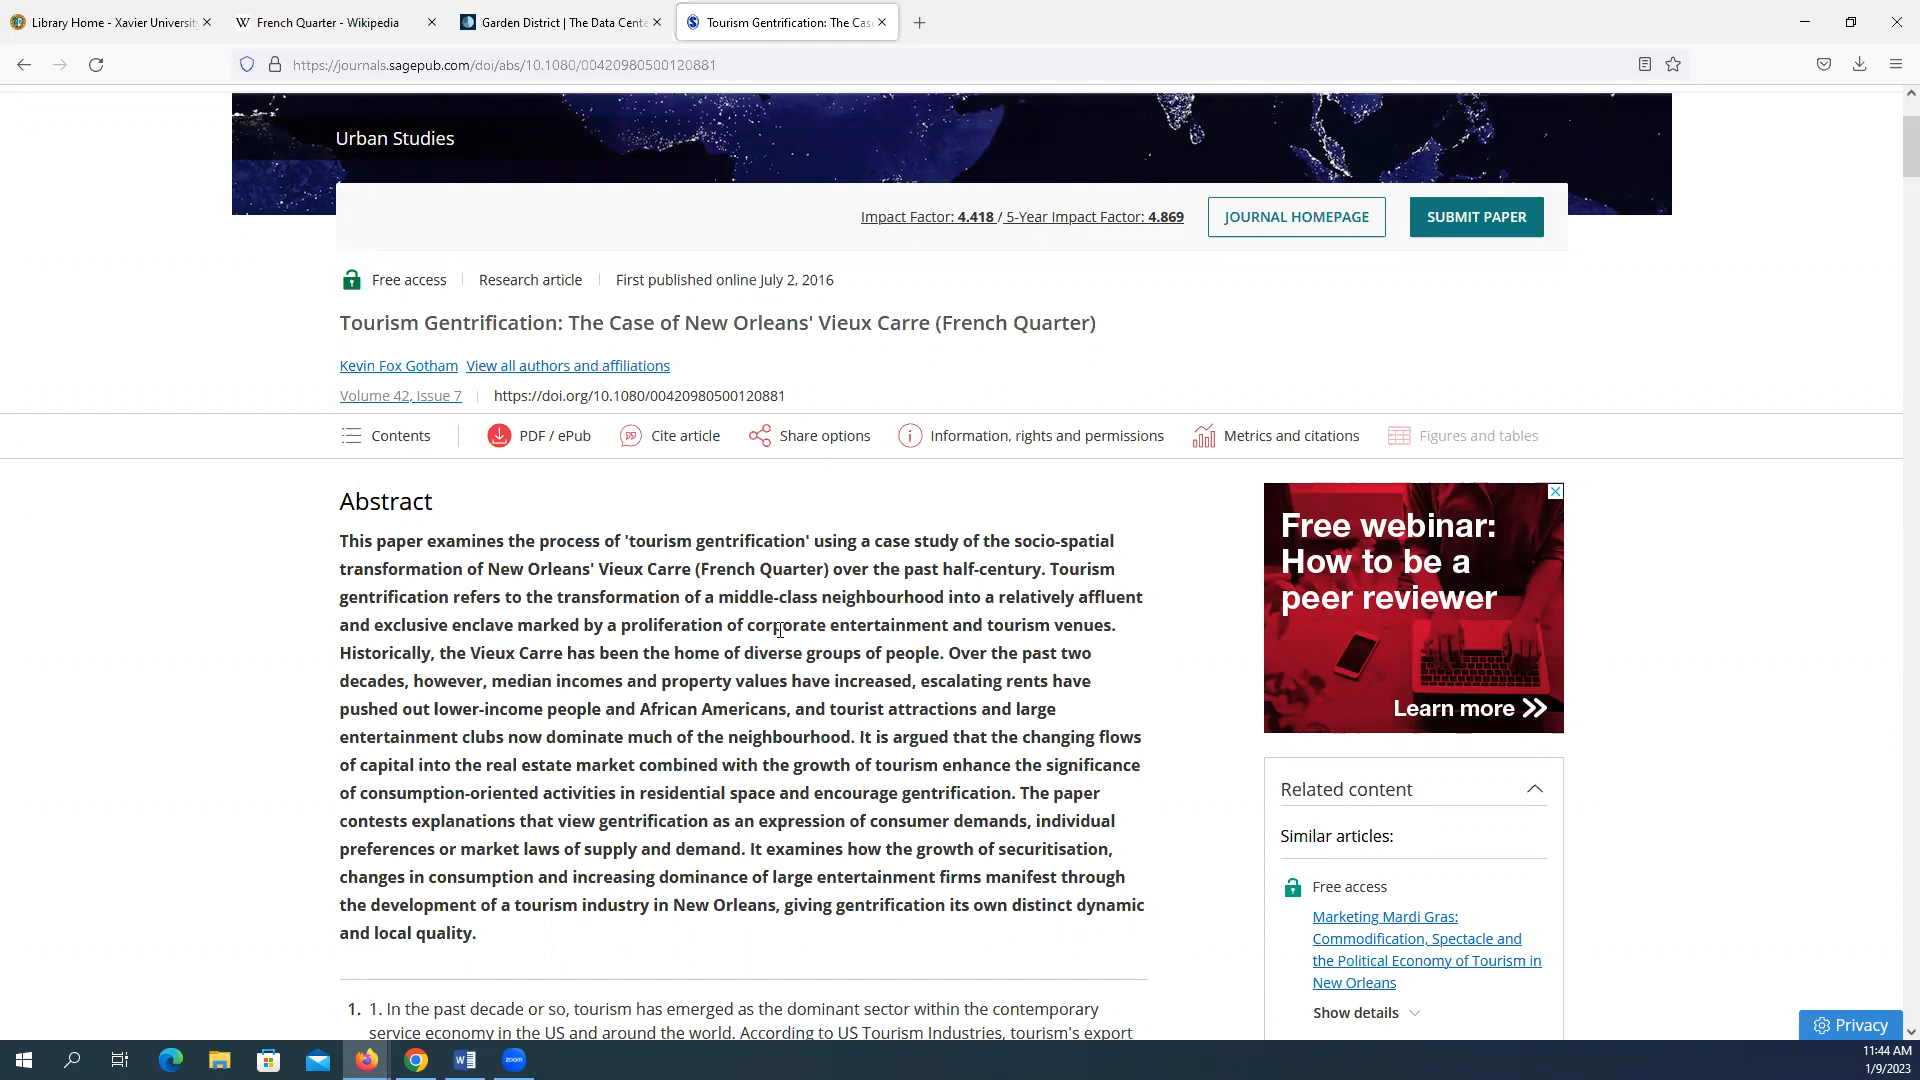 Library Home - Xavier Universit
French Quarter - Wikipedia
Garden District | The Data Cente
Tourism Gentrification: The Cas
https://journals.sagepub.com/doi/abs/10.1080/00420980500120881
Urban Studies
Impact Factor: 4.418 / 5-Year Impact Factor: 4.869
JOURNAL HOMEPAGE
SUBMIT PAPER
Free access
Research article
First published online July 2, 2016
Tourism Gentrification: The Case of New Orleans' Vieux Carre (French Quarter)
Kevin Fox Gotham View all authors and affiliations
Volume 42, Issue 7
https://doi.org/10.1080/00420980500120881
Contents
PDF / ePub
Cite article
Share options
Information, rights and permissions
Metrics and citations
Figures and tables
Abstract
This paper examines the process of 'tourism gentrification' using a case study of the socio-spatial
transformation of New Orleans' Vieux Carre (French Quarter) over the past half-century. Tourism
gentrification refers to the transformation of a middle-class neighbourhood into a relatively affluent
and exclusive enclave marked by a proliferation of corporate entertainment and tourism venues.
Historically, the Vieux Carre has been the home of diverse groups of people. Over the past two
decades, however, median incomes and property values have increased, escalating rents have
pushed out lower-income people and African Americans, and tourist attractions and large
entertainment clubs now dominate much of the neighbourhood. It is argued that the changing flows
of capital into the real estate market combined with the growth of tourism enhance the significance
of consumption-oriented activities in residential space and encourage gentrification. The paper
contests explanations that view gentrification as an expression of consumer demands, individual
preferences or market laws of supply and demand. It examines how the growth of securitisation,
changes in consumption and increasing dominance of large entertainment firms manifest through
the development of a tourism industry in New Orleans, giving gentrification its own distinct dynamic
and local quality.
1. 1. In the past decade or so, tourism has emerged as the dominant sector within the contemporary
service economy in the US and around the world. According to US Tourism Industries, tourism's export
Free webinar:
How to be a
peer reviewer
Learn more
Related content
Similar articles:
Free access
Marketing Mardi Gras:
Commodification, Spectacle and
the Political Economy of Tourism in
New Orleans
Show details
Privacy
zoom
11:44 AM
1/9/2023